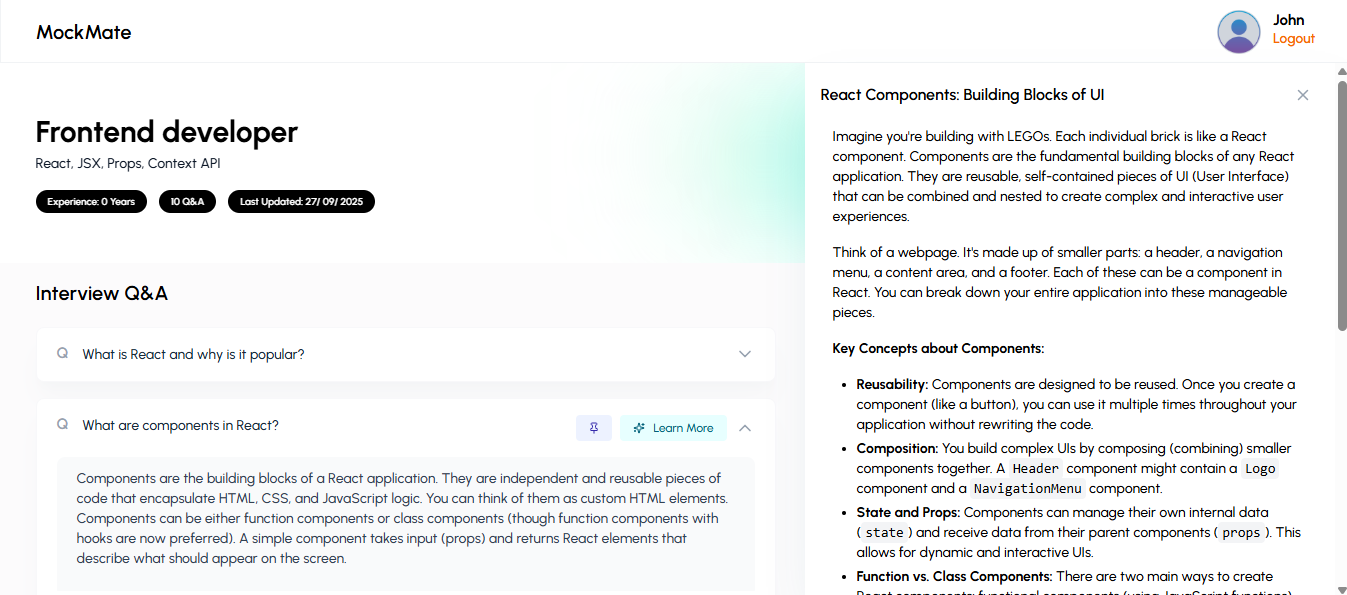 MockMate
John
Logout
Frontend developer
React, JSX, Props, Context API
Experience: 0 Years
10 Q&A
Last Updated: 27/ 09/ 2025
Interview Q&A
Q What is React and why is it popular?
Q What are components in React?
Learn More
Components are the building blocks of a React application. They are independent and reusable pieces of
code that encapsulate HTML, CSS, and JavaScript logic. You can think of them as custom HTML elements.
Components can be either function components or class components (though function components with
hooks are now preferred). A simple component takes input (props) and returns React elements that
describe what should appear on the screen.
React Components: Building Blocks of UI
Imagine you're building with LEGOs. Each individual brick is like a React
component. Components are the fundamental building blocks of any React
application. They are reusable, self-contained pieces of UI (User Interface)
that can be combined and nested to create complex and interactive user
experiences.
Think of a webpage. It's made up of smaller parts: a header, a navigation
menu, a content area, and a footer. Each of these can be a component in
React. You can break down your entire application into these manageable
pieces.
Key Concepts about Components:
• Reusability: Components are designed to be reused. Once you create a
component (like a button), you can use it multiple times throughout your
application without rewriting the code.
• Composition: You build complex UIs by composing (combining) smaller
components together. A Header component might contain a Logo
component and a NavigationMenu component.
• State and Props: Components can manage their own internal data
( state ) and receive data from their parent components ( props ). This
allows for dynamic and interactive UIs.
• Function vs. Class Components: There are two main ways to create
React components: functional components (using JavaScript functions)